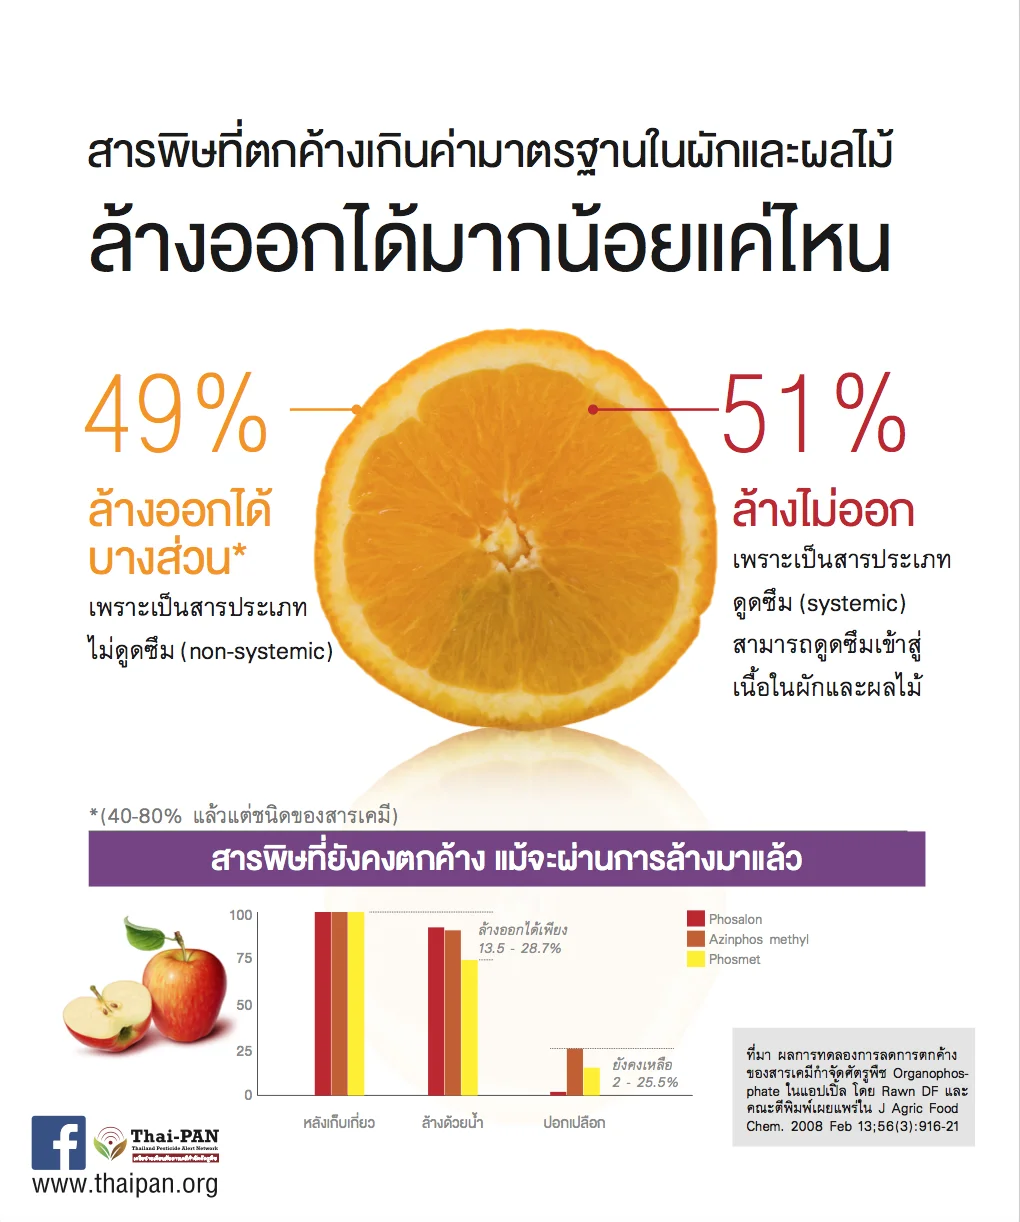 สารพิษที่ตกค้างเกินค่ามาตรฐานในผักและผลไม้
ล้างออกได้มากน้อยแค่ไหน
49%
ล้างออกได้
บางส่วน*
เพราะเป็นสารประเภท
ไม่ดูดซึม (non-systemic)
51%
ล้างไม่ออก
เพราะเป็นสารประเภท
ดูดซึม (systemic)
สามารถดูดซึมเข้าสู่
เนื้อในผักและผลไม้
*(40-80% แล้วแต่ชนิดของสารเคมี)
สารพิษที่ยังคงตกค้าง แม้จะผ่านการล้างมาแล้ว
100
75
50
25
0
ล้างออกได้เพียง
13.5 - 28.7%
ยังคงเหลือ
2 - 25.5%
หลังเก็บเกี่ยว
ล้างด้วยน้ำ
ปอกเปลือก
Phosalon
Azinphos methyl
Phosmet
ที่มา ผลการทดลองการลดการตกค้าง
ของสารเคมีกำจัดศัตรูพืช Organophos-
phate ในแอปเปิ้ล โดย Rawn DF และ
คณะตีพิมพ์เผยแพร่ใน J Agric Food
Chem. 2008 Feb 13;56(3):916-21
Thai-PAN
Thailand Pesticide Alert Network
www.thaipan.org